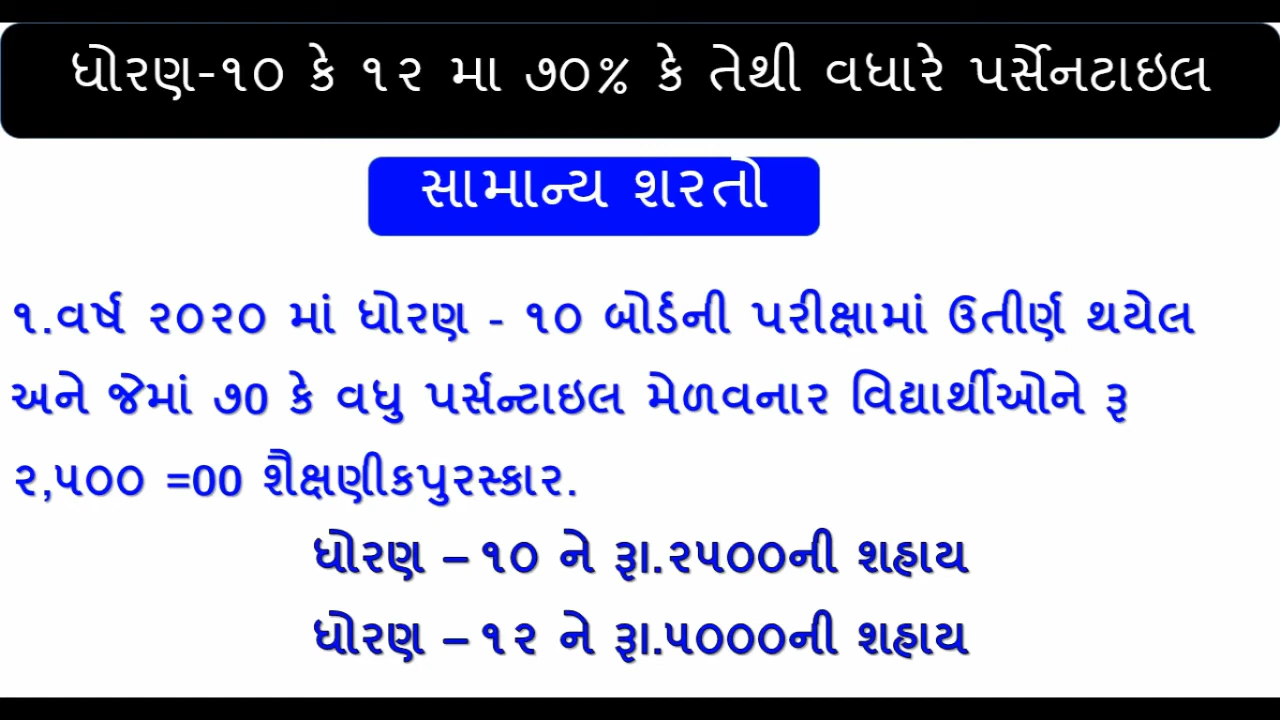 ધોરણ-૧૦ કે ૧૨ મા ૭૦% કે તેથી વધારે પર્સેનટાઇલ
સામાન્ય શરતો
૧.વર્ષ ૨૦૨૦ માં ધોરણ - ૧૦ બોર્ડની પરીક્ષામાં ઉતીર્ણ થયેલ
અને જેમાં ૭૦ કે વધુ પર્સન્ટાઇલ મેળવનાર વિદ્યાર્થીઓને રૂ
૨,૫૦૦ =00 શૈક્ષણીકપુરસ્કાર.
ધોરણ – ૧૦ ને રૂા.૨૫૦૦ની શહાય
ધોરણ – ૧૨ ને રૂા.૫૦૦૦ની શહાય